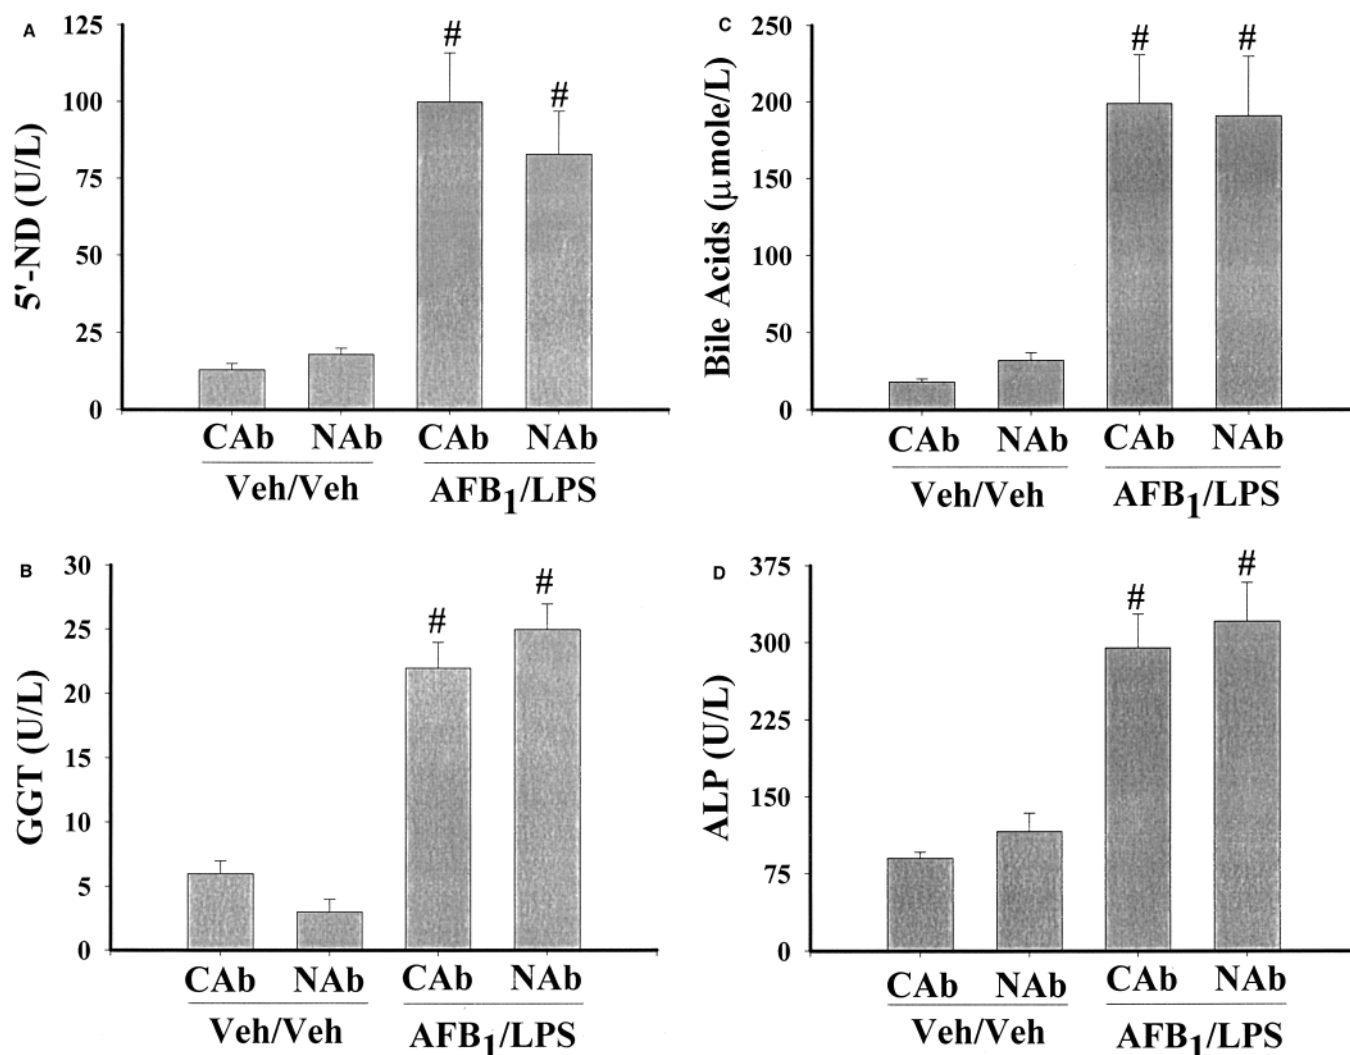 A
5'-ND (U/L)
125
100
75
50
25
0
# #
CAb NAb CAb NAb
Veh/Veh AFB1/LPS
C
Bile Acids (μmole/L)
250
200
150
100
50
0
# #
CAb NAb CAb NAb
Veh/Veh AFB1/LPS
B
GGT (U/L)
30
25
20
15
10
5
0
# #
CAb NAb CAb NAb
Veh/Veh AFB1/LPS
D
ALP (U/L)
375
300
225
150
75
0
# #
CAb NAb CAb NAb
Veh/Veh AFB1/LPS